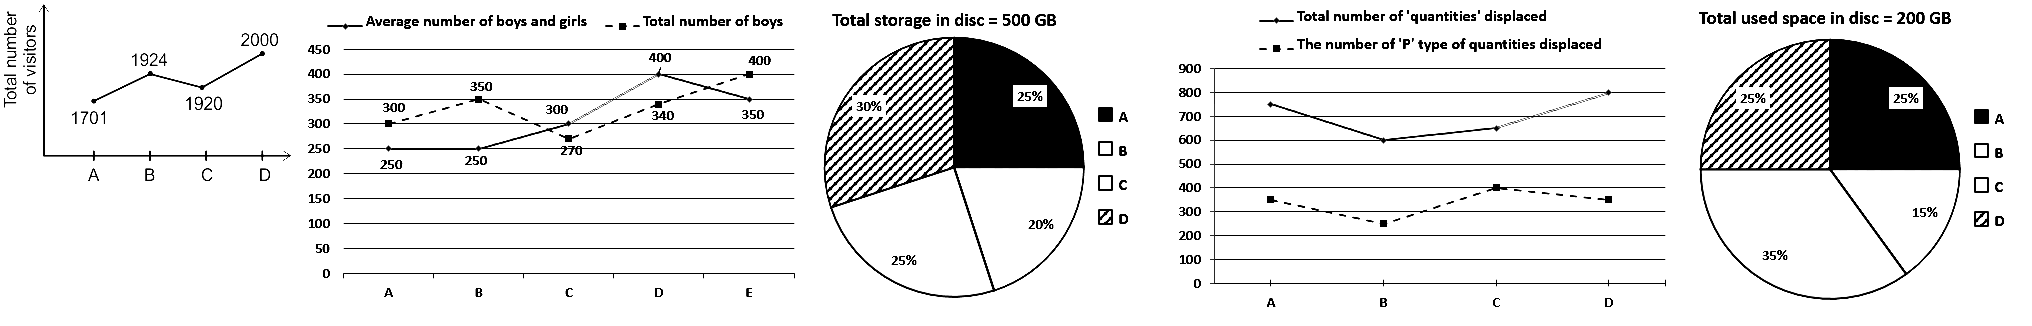 Total number
of visitors
1701
1924
1920
2000
A B C D
Average number of boys and girls
Total number of boys
450
400
350
300
250
200
150
100
50
0
300
350
300
400
400
250
250
270
340
350
A B C D E
Total storage in disc = 500 GB
30%
25%
20%
25%
A
B
C
D
Total number of 'quantities' displaced
The number of 'P' type of quantities displaced
900
800
700
600
500
400
300
200
100
0
A B C D
Total used space in disc = 200 GB
25%
25%
15%
35%
A
B
C
D